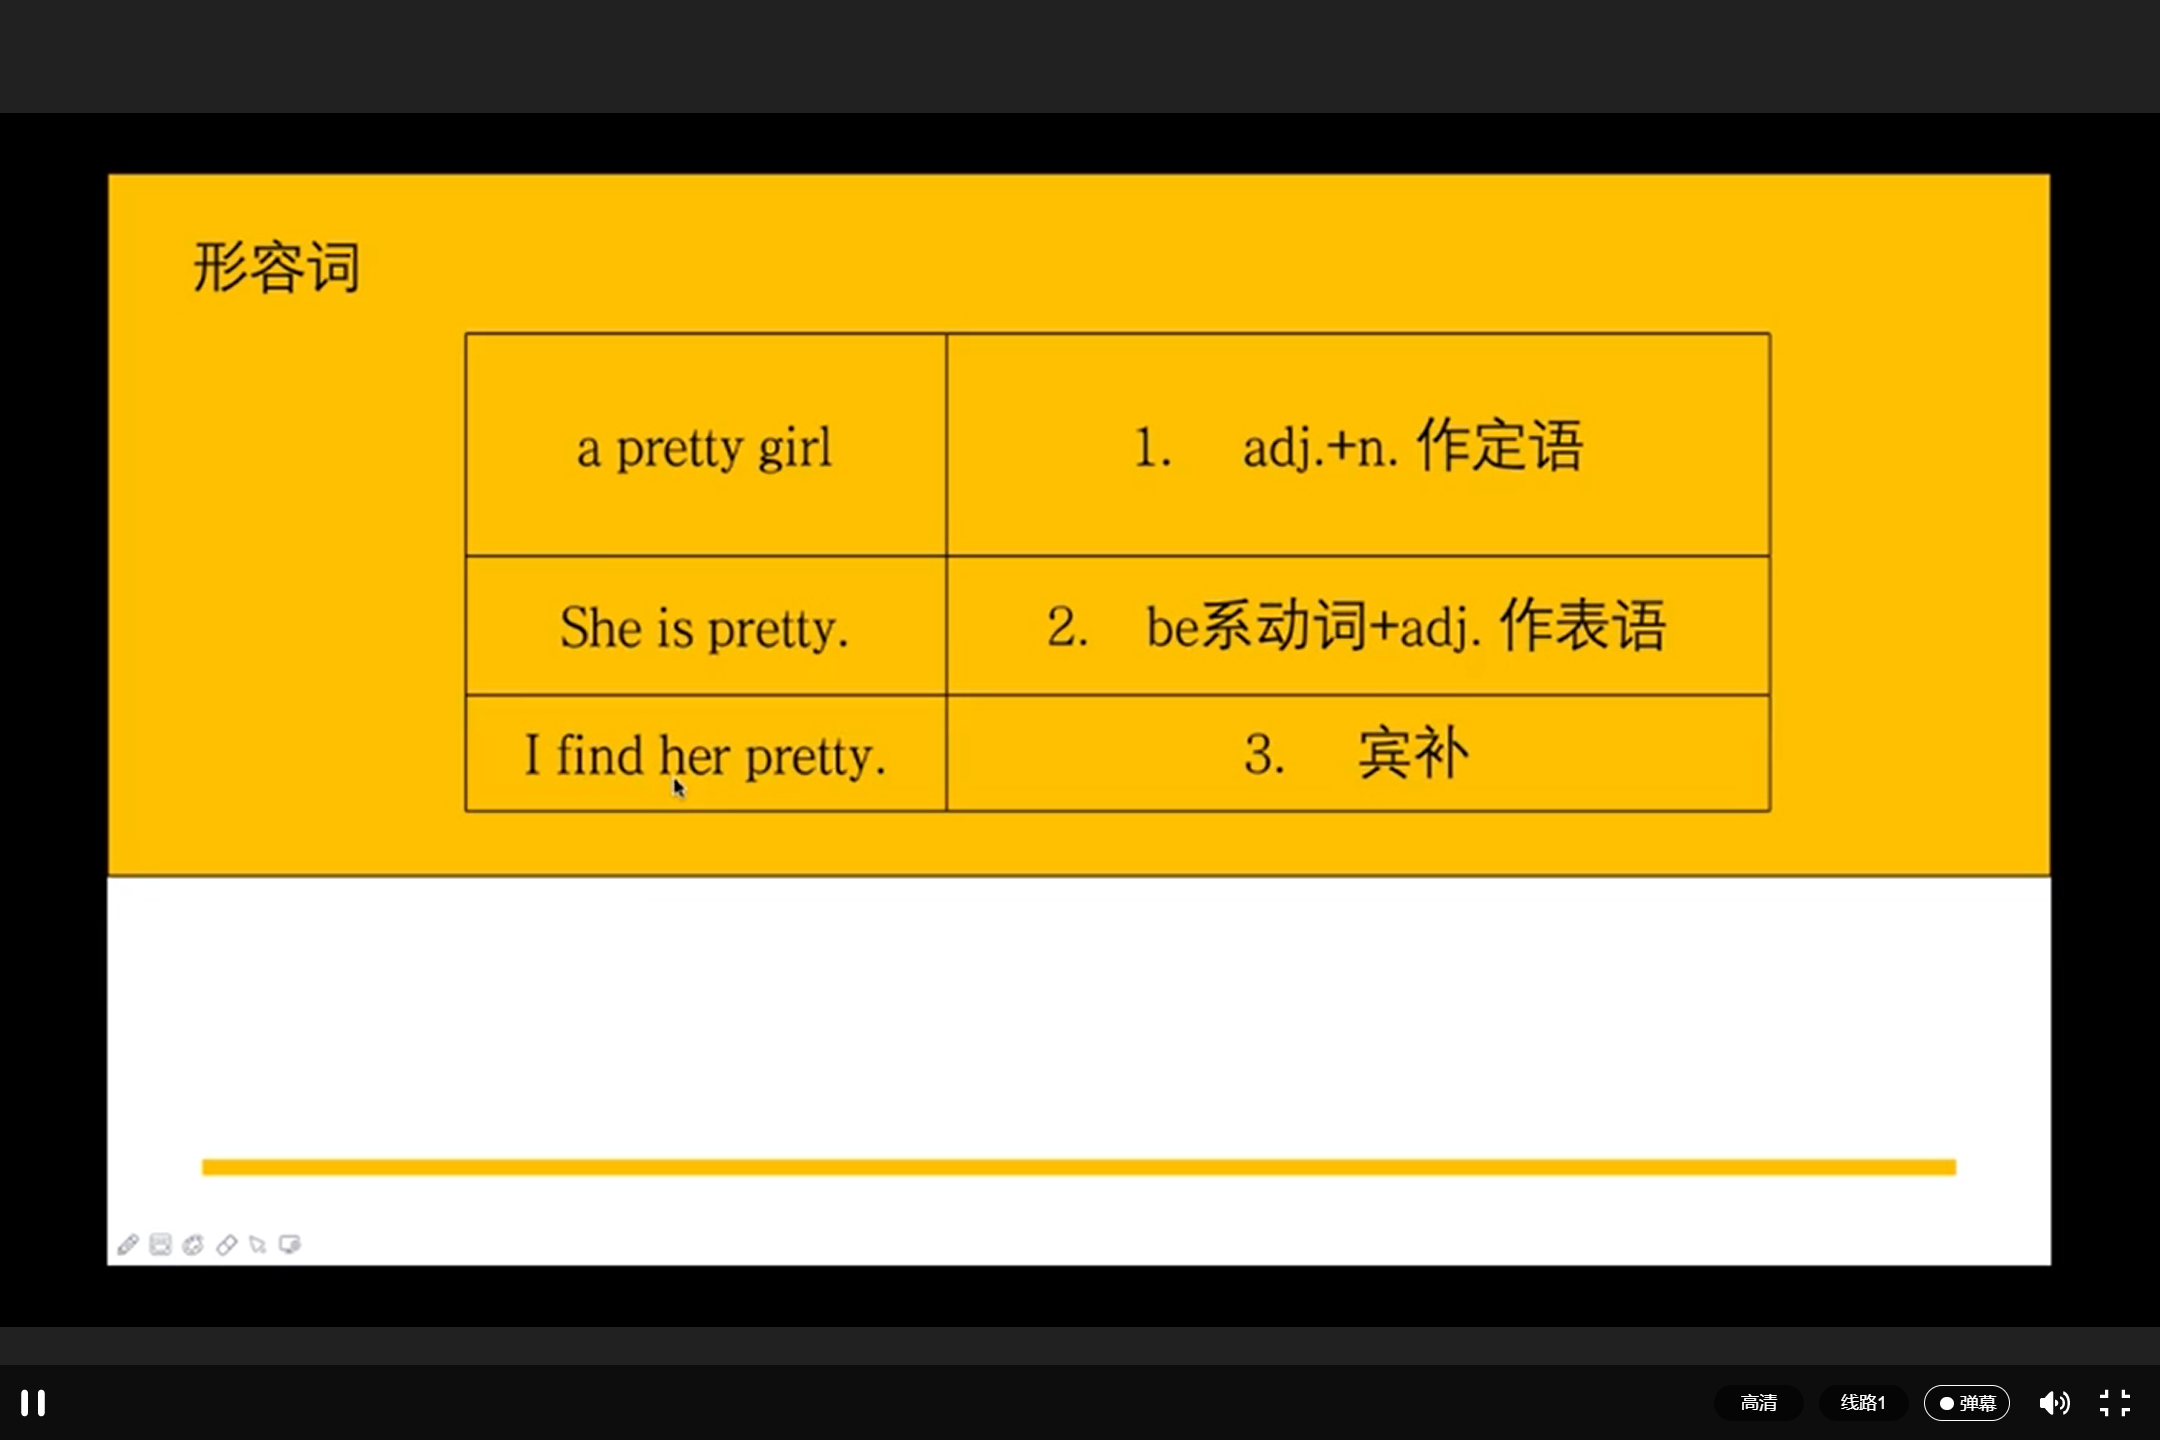 形容词
a pretty girl
1. adj.+n. 作定语
She is pretty.
2. be系动词+adj. 作表语
I find her pretty.
3. 宾补
高清
线路1
弹幕